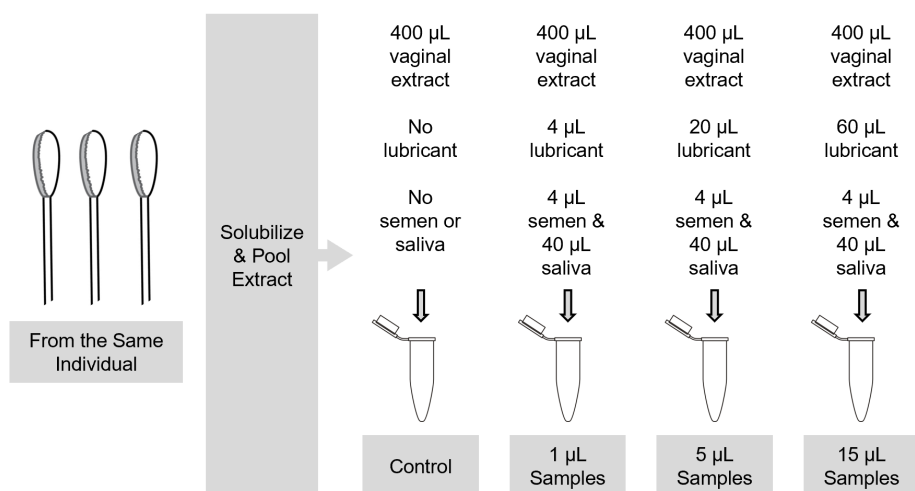 From the Same
Individual
Solubilize
& Pool
Extract
400 µL
vaginal
extract
No
lubricant
No
semen or
saliva
Control
400 µL
vaginal
extract
4 µL
lubricant
4 µL
semen &
40 µL
saliva
1 µL
Samples
400 µL
vaginal
extract
20 µL
lubricant
4 µL
semen &
40 µL
saliva
5 µL
Samples
400 µL
vaginal
extract
60 µL
lubricant
4 µL
semen &
40 µL
saliva
15 µL
Samples